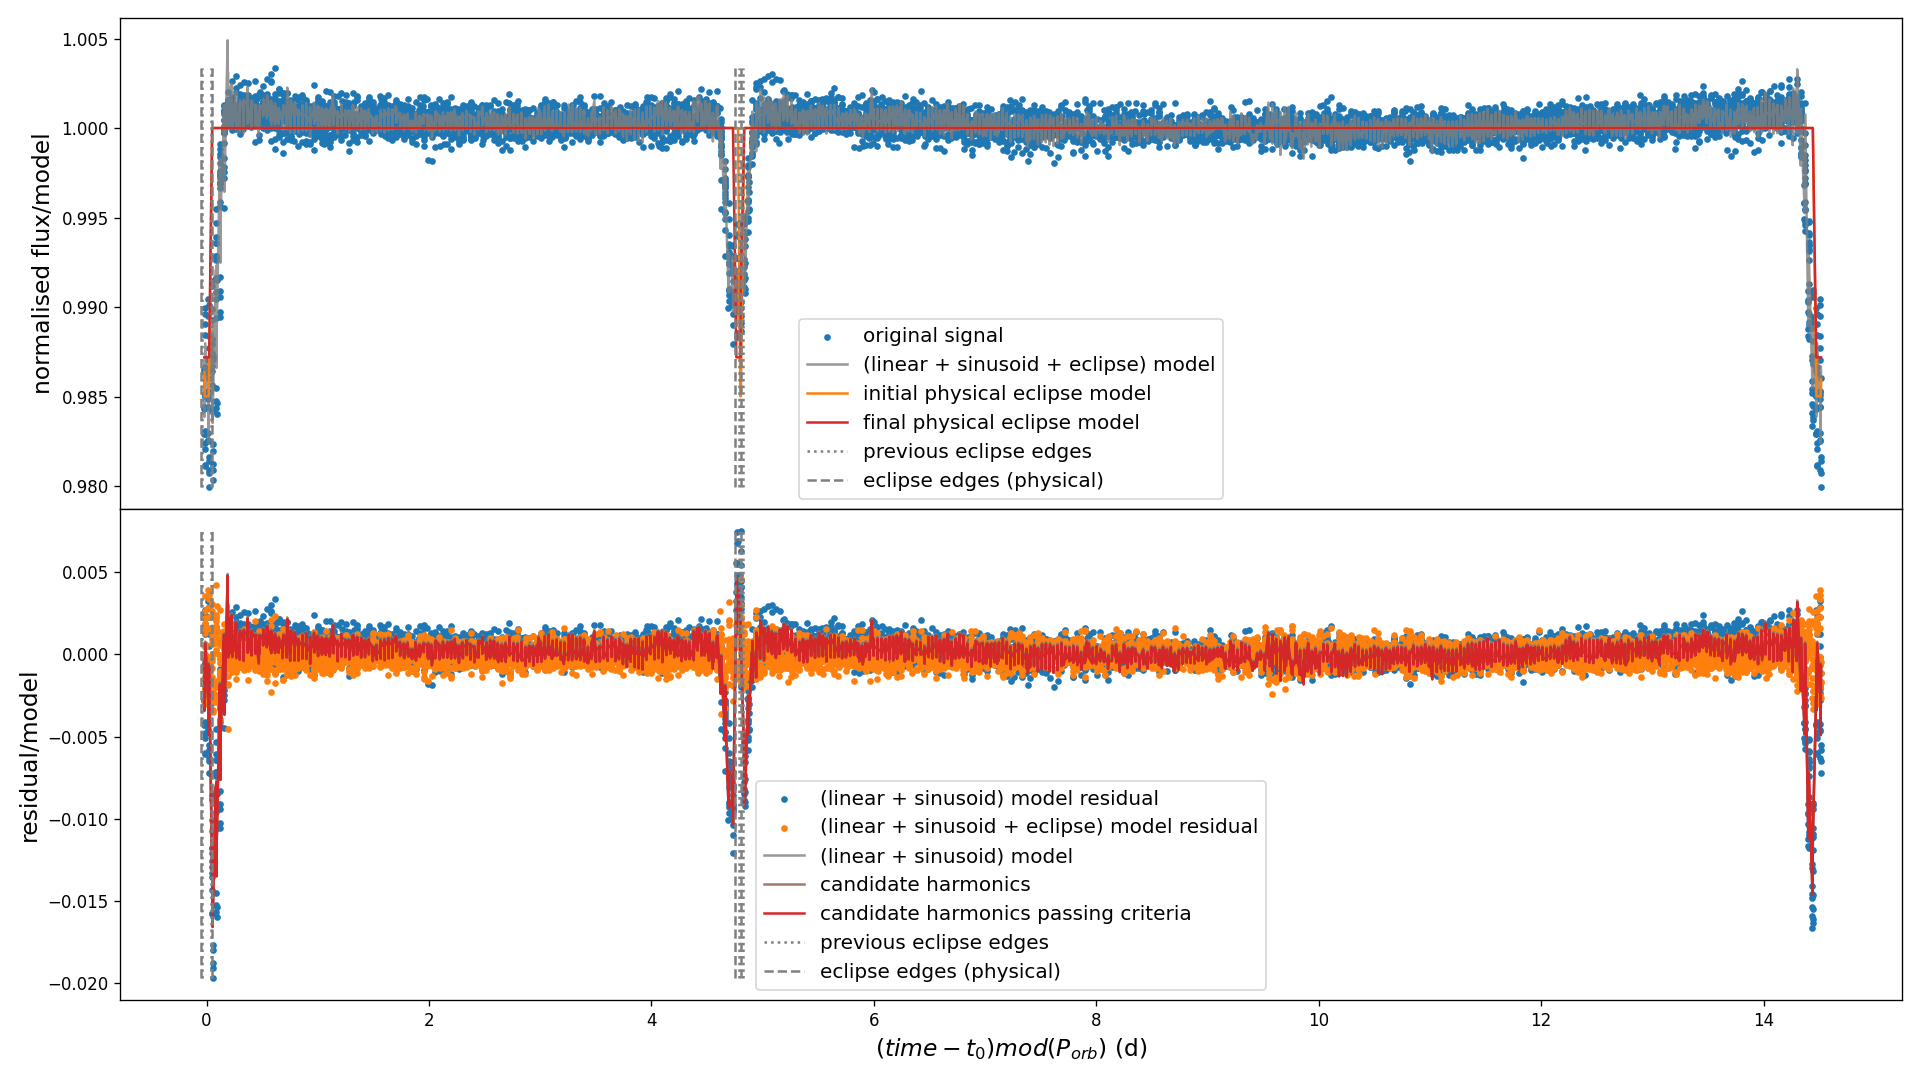 1.005
1.000
0.995
0.990
0.985
0.980
normalised flux/model
original signal
(linear + sinusoid + eclipse) model
initial physical eclipse model
final physical eclipse model
previous eclipse edges
eclipse edges (physical)
0.005
0.000
−0.005
−0.010
−0.015
−0.020
residual/model
(linear + sinusoid) model residual
(linear + sinusoid + eclipse) model residual
(linear + sinusoid) model
candidate harmonics
candidate harmonics passing criteria
previous eclipse edges
eclipse edges (physical)
0 2 4 6 8 10 12 14
(time − t₀)mod(P_orb) (d)